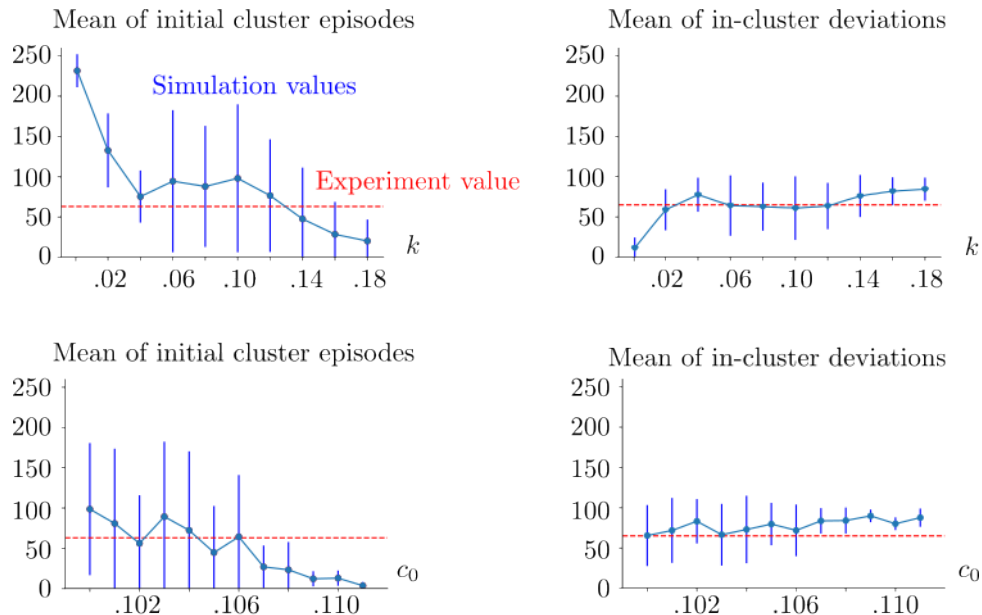 Mean of initial cluster episodes
250
200
150
100
50
0
Simulation values
Experiment value
k
.02 .06 .10 .14 .18
Mean of in-cluster deviations
250
200
150
100
50
0
k
.02 .06 .10 .14 .18
Mean of initial cluster episodes
250
200
150
100
50
0
c₀
.102 .106 .110
Mean of in-cluster deviations
250
200
150
100
50
0
c₀
.102 .106 .110